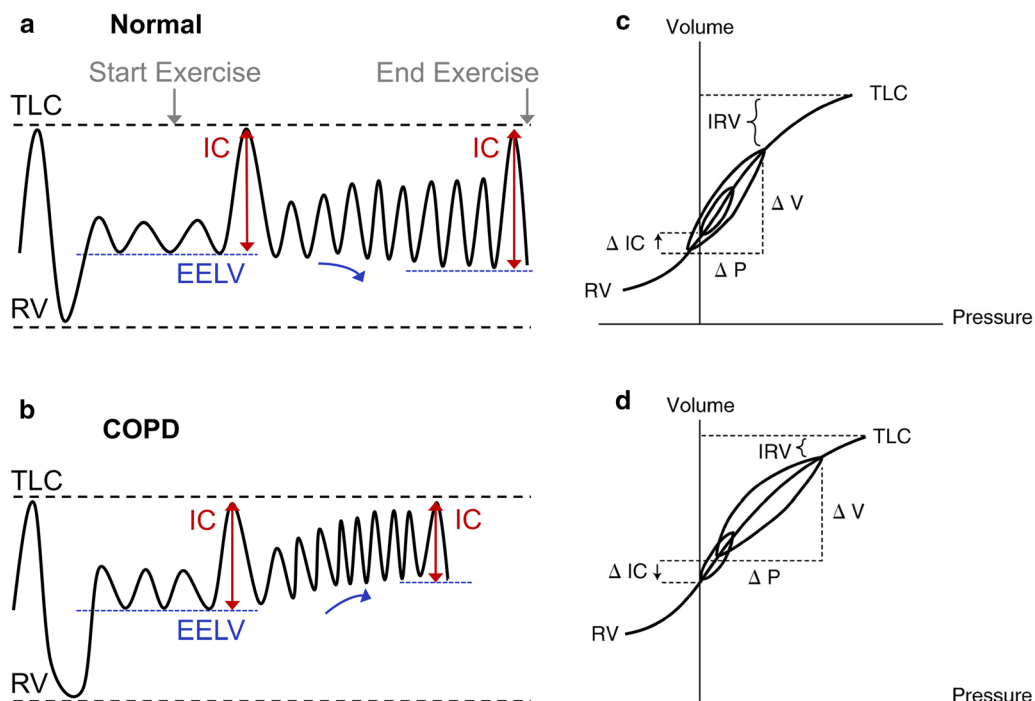 a
Normal
Start Exercise
End Exercise
TLC
IC
IC
EELV
RV
b
COPD
TLC
IC
IC
EELV
RV
c
Volume
TLC
IRV
Δ V
Δ IC
Δ P
RV
Pressure
d
Volume
TLC
IRV
Δ V
Δ IC
Δ P
RV
Pressure